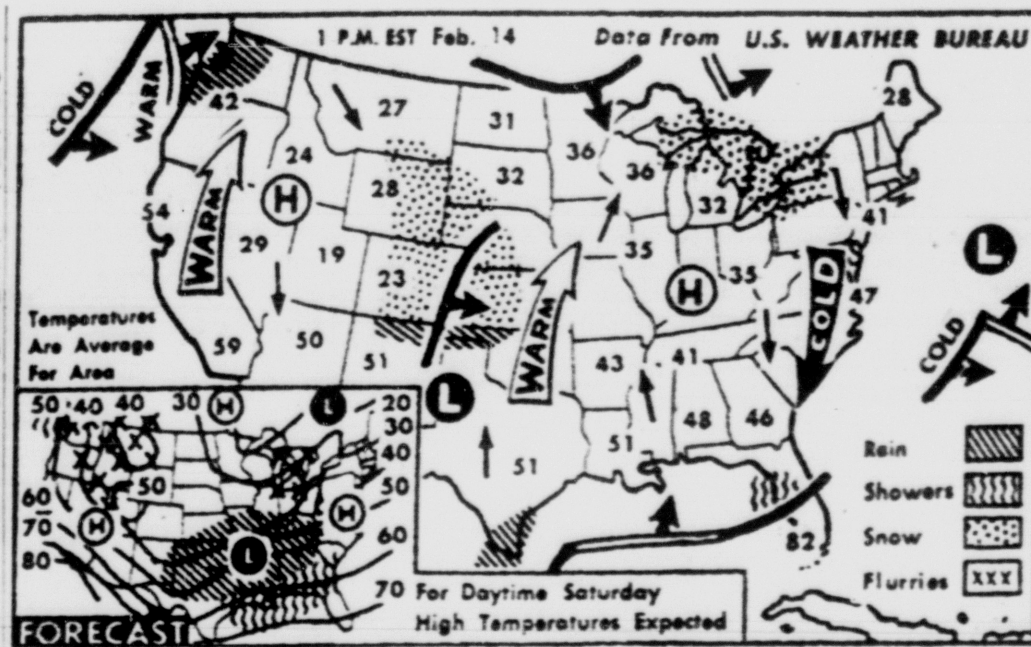 1 P.M. EST Feb. 14 Data From U.S. WEATHER BUREAU
COLD
WARM
42
27
31
36
28
24
28
32
36
32
H
54
WARM
29
19
23
35
H
35
41
47
COLD
L
COLD
Temperatures
Are Average
For Area
59
50
51
WARM
43
41
L
51
51
48
46
82
Rain
Showers
Snow
Flurries
XXX
50 40 40 30 H L 20
30
40
50
X
50
60
70
80
H
H
L
60
70
FORECAST
For Daytime Saturday
High Temperatures Expected